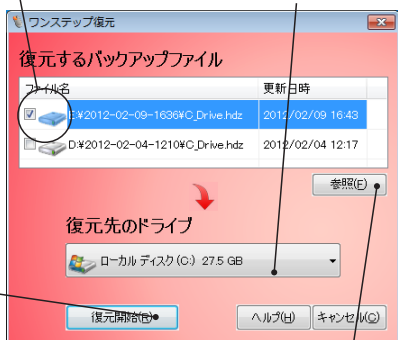 ワンステップ復元
復元するバックアップファイル
ファイル名 更新日時
E:¥2012-02-09-1636¥C_Drive.hdz 2012/02/09 16:43
D:¥2012-02-04-1210¥C_Drive.hdz 2012/02/04 12:17
参照(F)
復元先のドライブ
ローカル ディスク (C:) 27.5 GB
復元開始(R) ヘルプ(H) キャンセル(C)